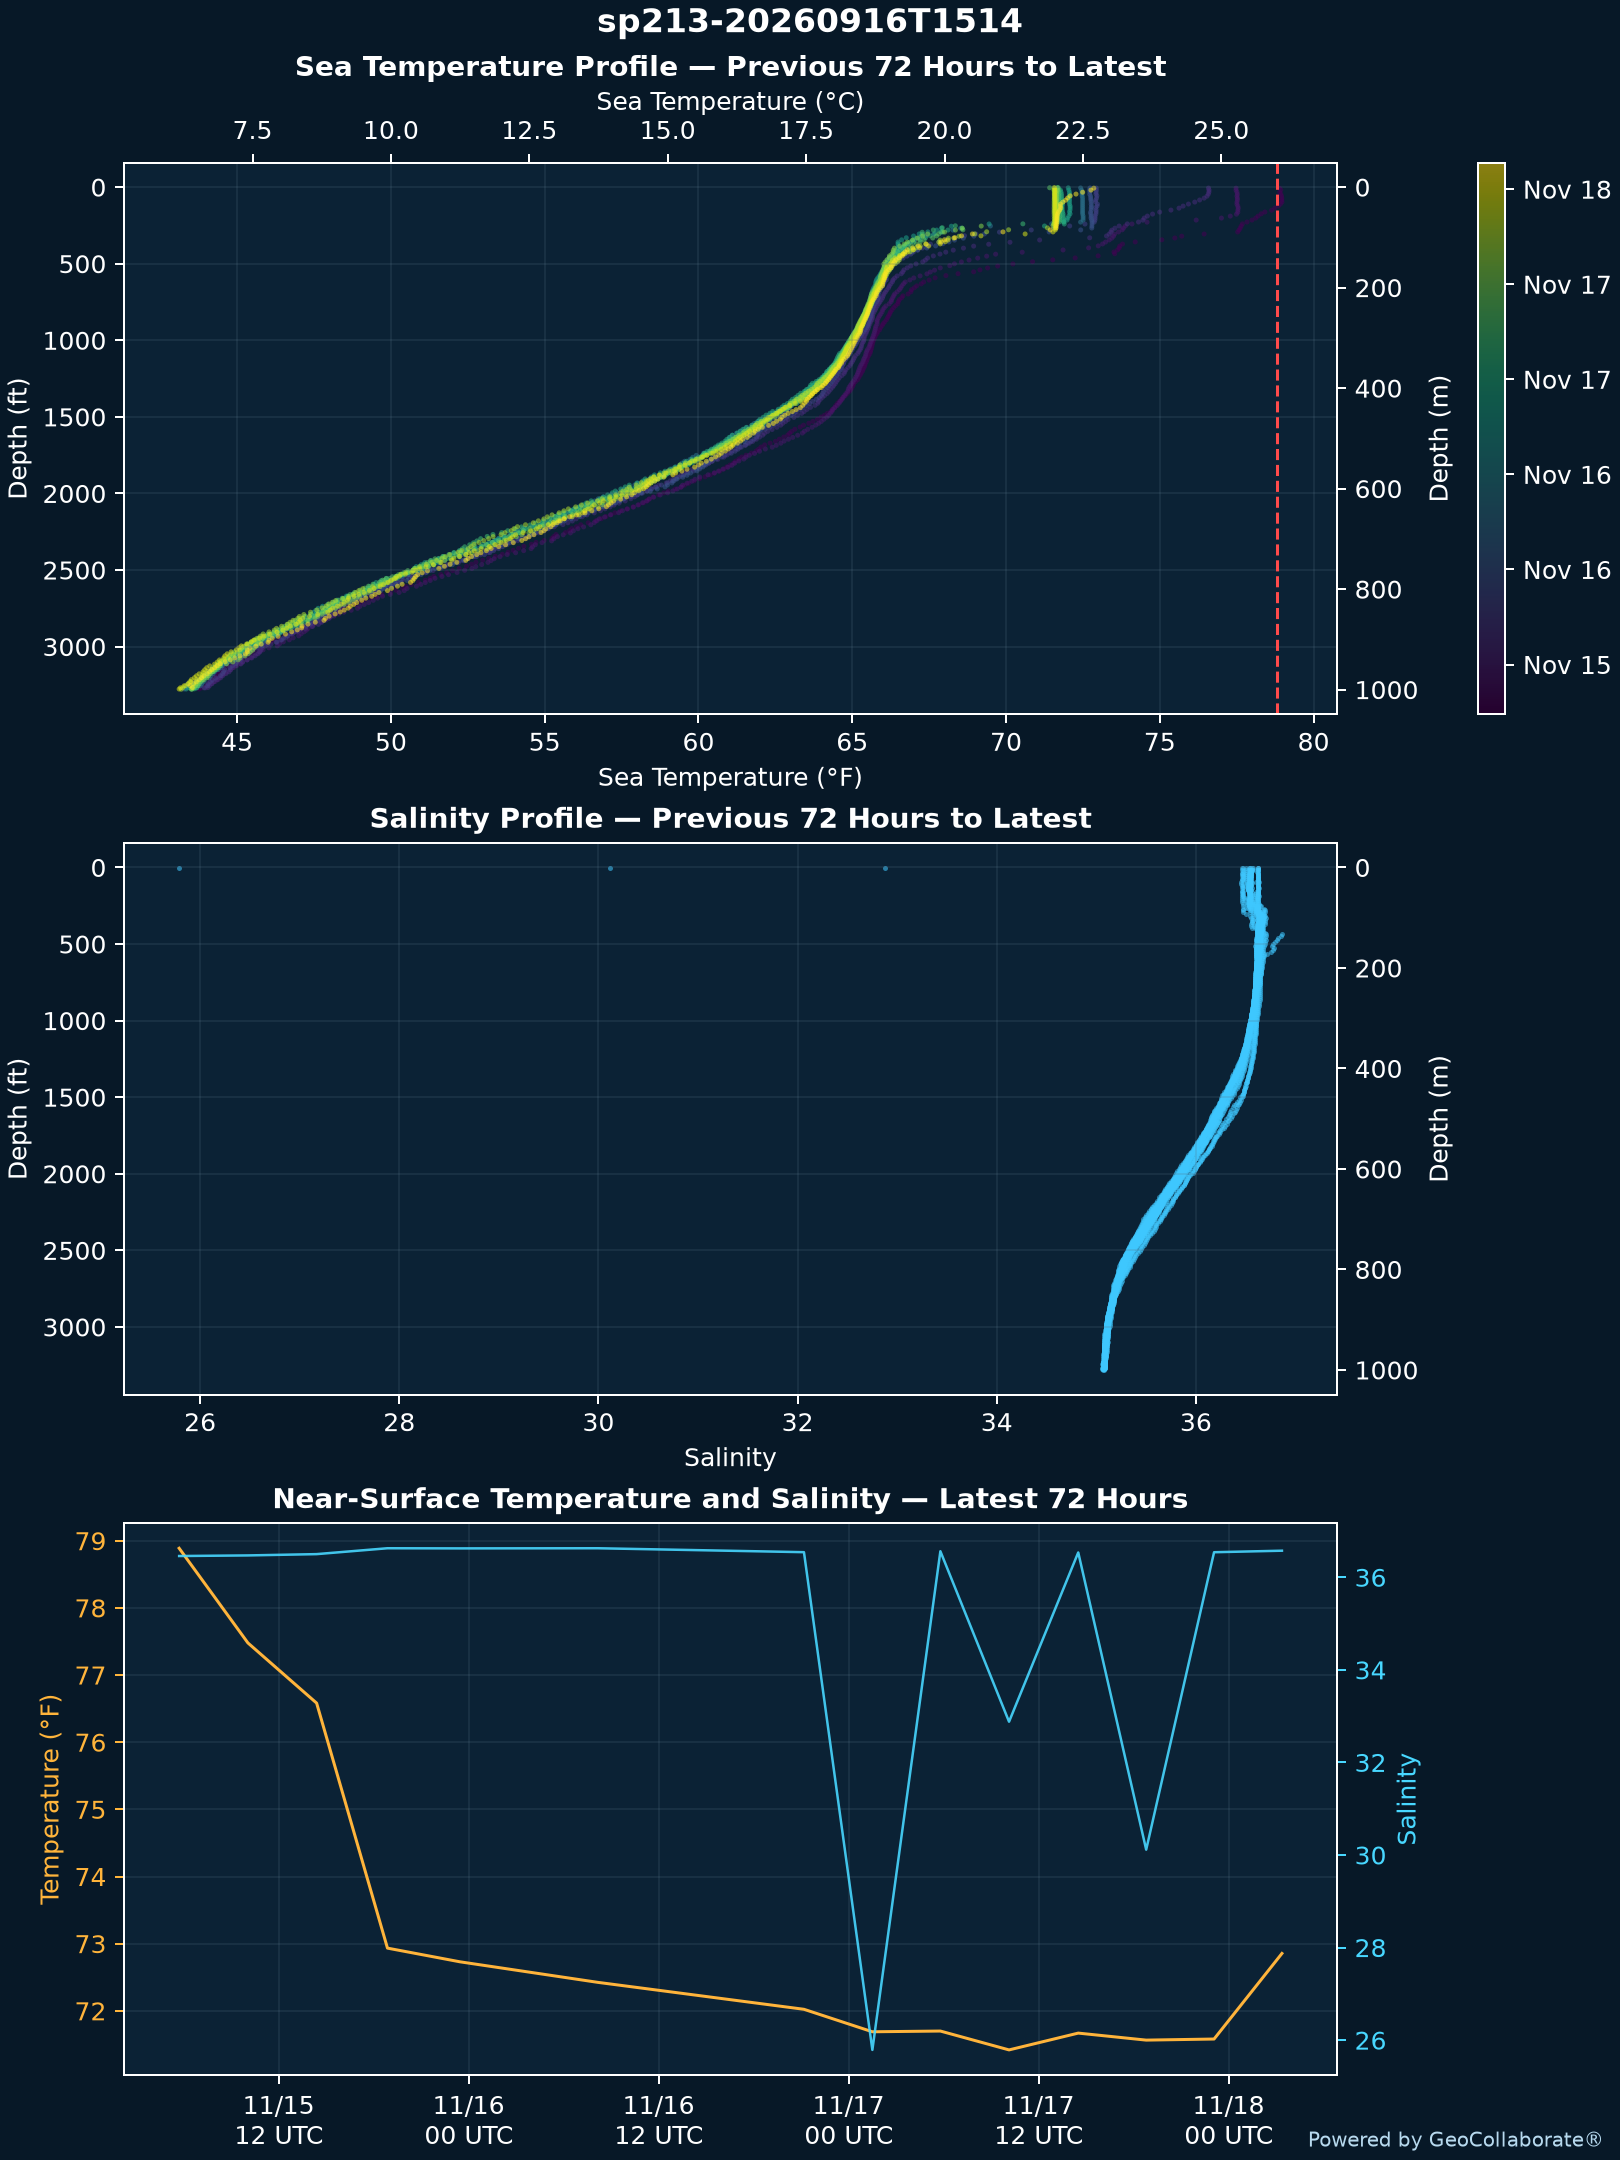 sp213-20260916T1514
Sea Temperature Profile — Previous 72 Hours to Latest
Sea Temperature (°C)
7.5 10.0 12.5 15.0 17.5 20.0 22.5 25.0
Depth (ft)
0
500
1000
1500
2000
2500
3000
0
200
400
600
800
1000
Depth (m)
Nov 18
Nov 17
Nov 17
Nov 16
Nov 16
Nov 15
45 50 55 60 65 70 75 80
Sea Temperature (°F)
Salinity Profile — Previous 72 Hours to Latest
Depth (ft)
0
500
1000
1500
2000
2500
3000
0
200
400
600
800
1000
Depth (m)
26 28 30 32 34 36
Salinity
Near-Surface Temperature and Salinity — Latest 72 Hours
Temperature (°F)
79
78
77
76
75
74
73
72
36
34
32
30
28
26
Salinity
11/15 11/16 11/16 11/17 11/17 11/18
12 UTC 00 UTC 12 UTC 00 UTC 12 UTC 00 UTC
Powered by GeoCollaborate®